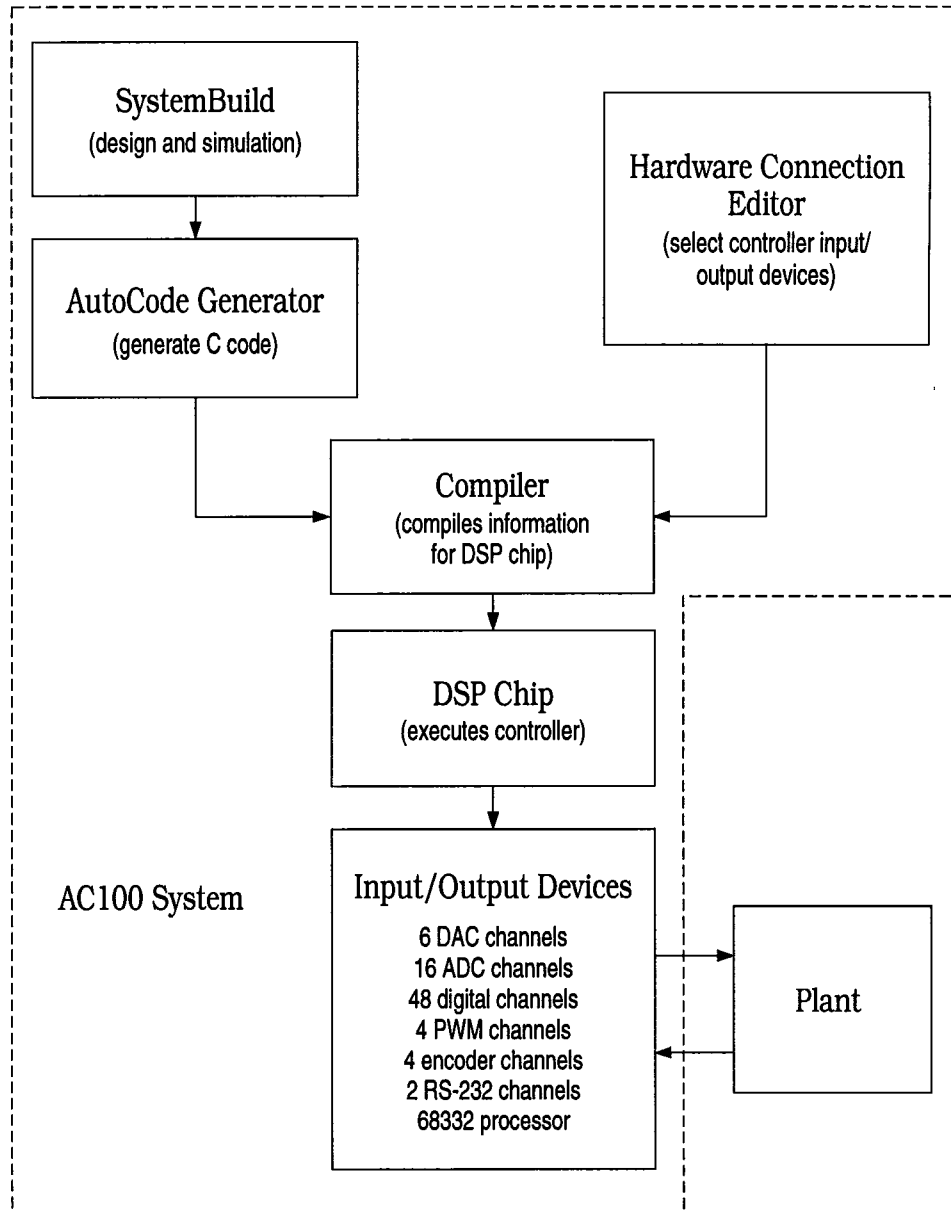 SystemBuild
(design and simulation)
AutoCode Generator
(generate C code)
Hardware Connection
Editor
(select controller input/
output devices)
Compiler
(compiles information
for DSP chip)
DSP Chip
(executes controller)
AC100 System
Input/Output Devices
6 DAC channels
16 ADC channels
48 digital channels
4 PWM channels
4 encoder channels
2 RS-232 channels
68332 processor
Plant